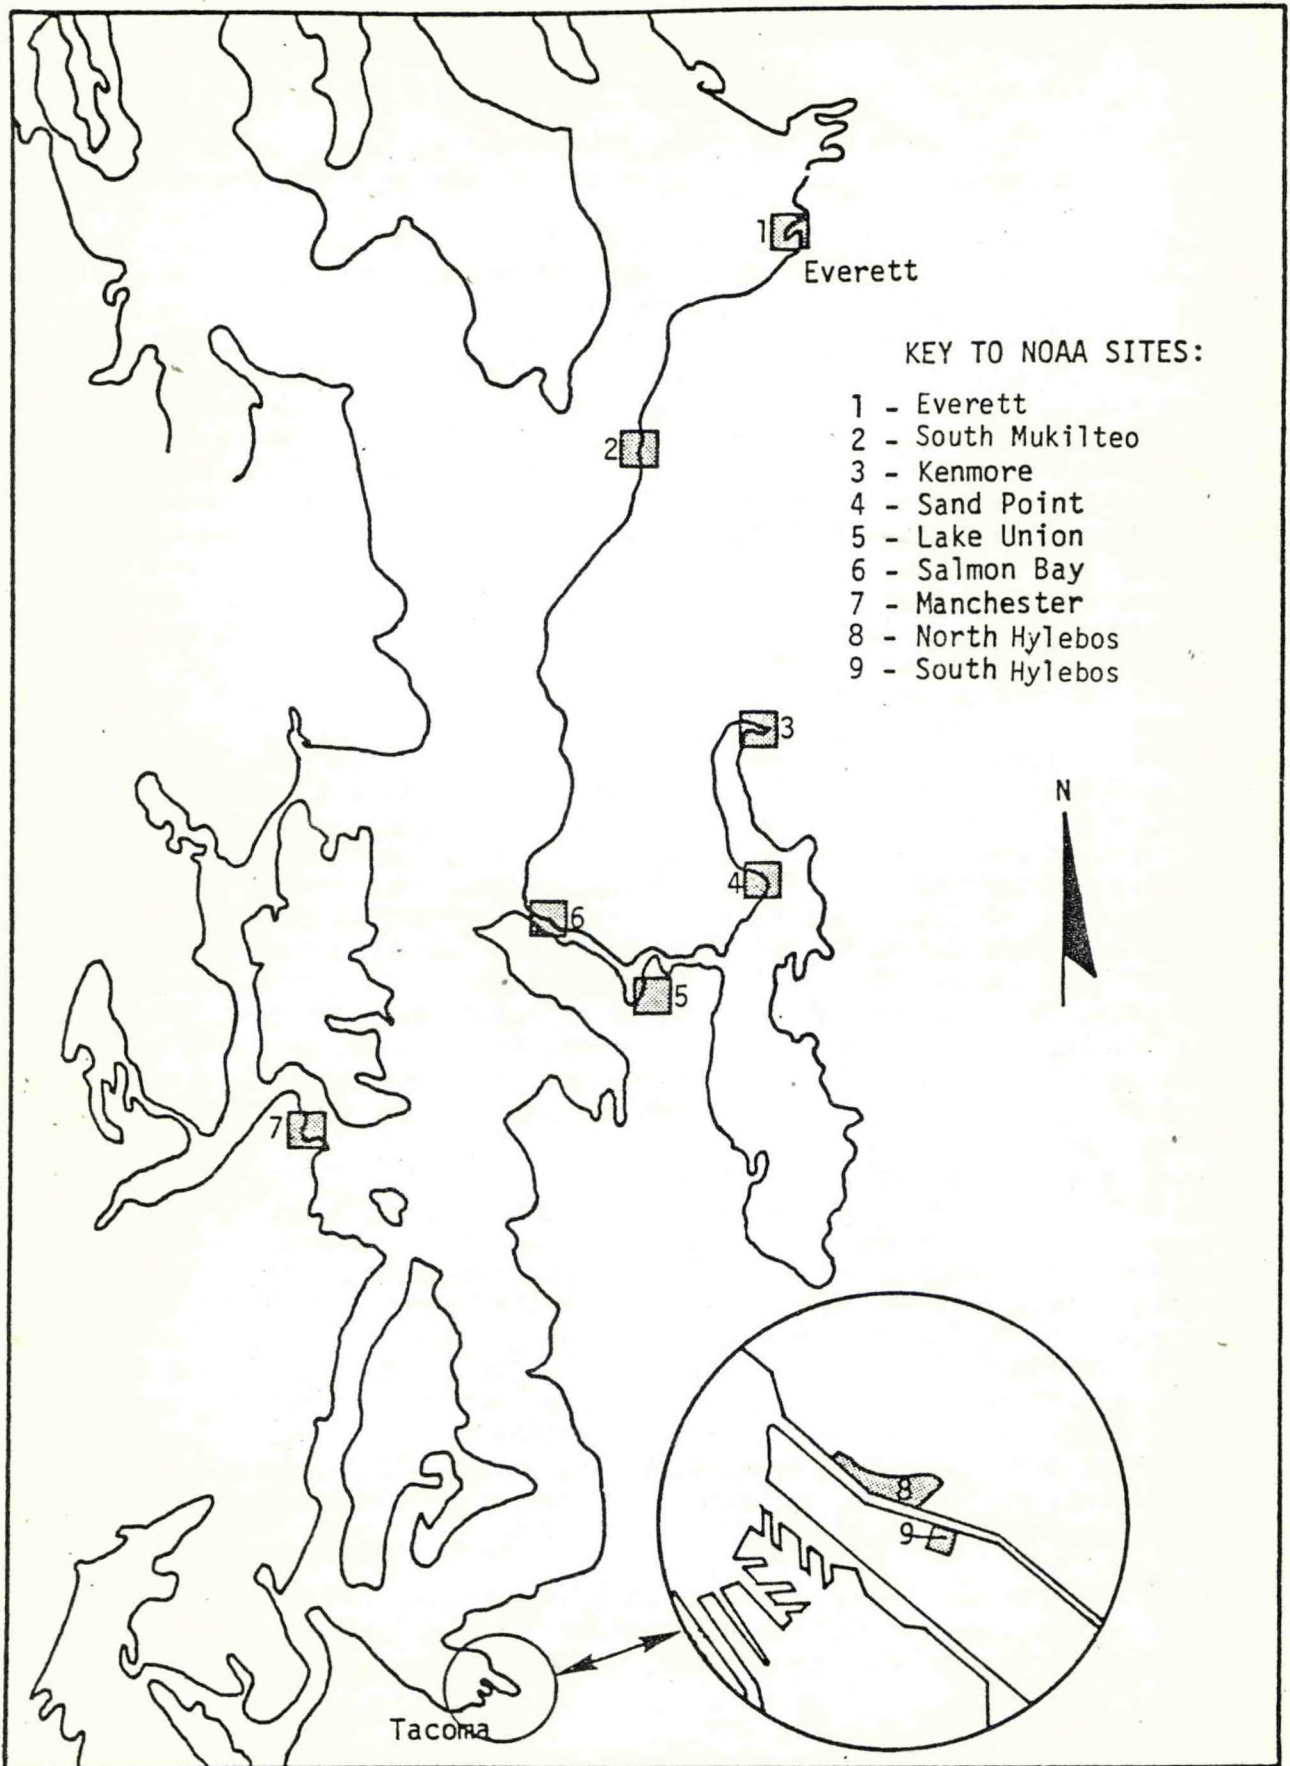 1
Everett
KEY TO NOAA SITES:
1 - Everett
2 - South Mukilteo
3 - Kenmore
4 - Sand Point
5 - Lake Union
6 - Salmon Bay
7 - Manchester
8 - North Hylebos
9 - South Hylebos
2
3
N
4
6
5
7
8
9
Tacoma